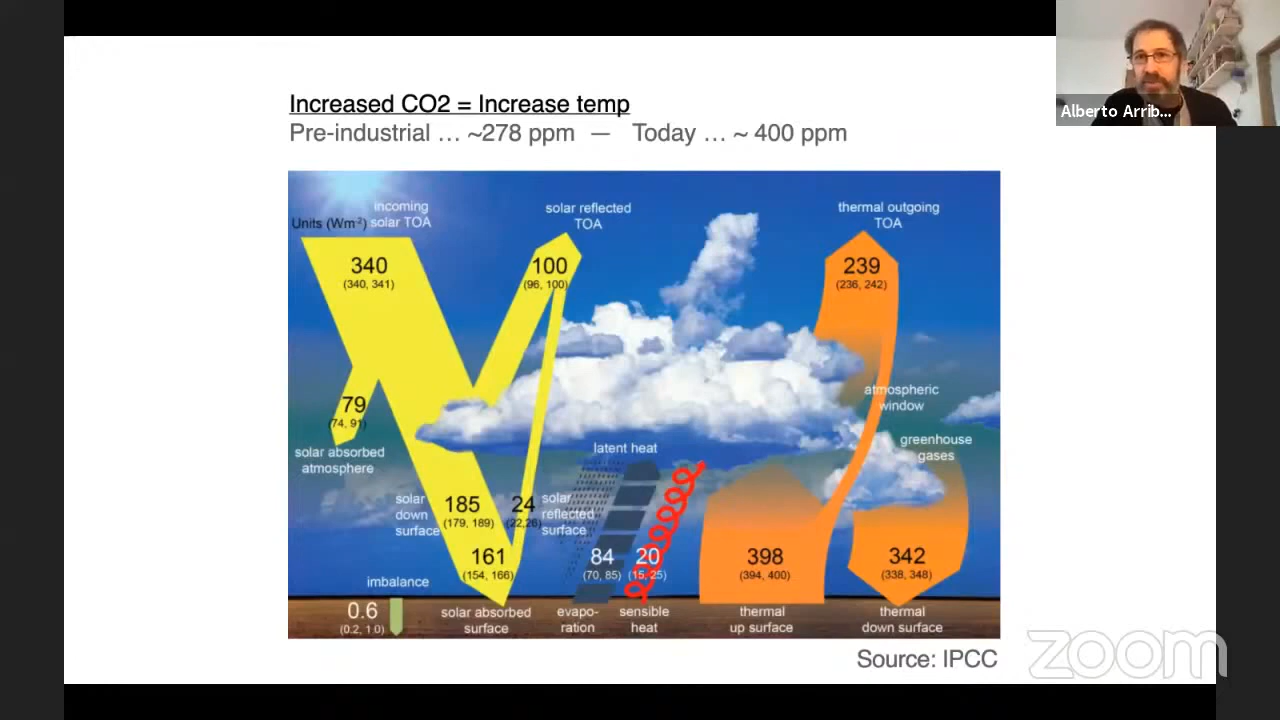 Increased CO2 = Increase temp
Pre-industrial … ~278 ppm — Today … ~ 400 ppm
Alberto Arrib...
Units (Wm-2)
incoming
solar TOA
340
(340, 341)
solar reflected
TOA
100
(96, 100)
thermal outgoing
TOA
239
(236, 242)
79
(74, 91)
solar absorbed
atmosphere
atmospheric
window
greenhouse
gases
latent heat
solar
down
surface
185
(179, 189)
24
(22,26)
solar
reflected
surface
161
(154, 166)
84
(70, 85)
20
(15, 25)
398
(394, 400)
342
(338, 348)
imbalance
0.6
(0.2, 1.0)
solar absorbed
surface
evapo-
ration
sensible
heat
thermal
up surface
thermal
down surface
Source: IPCC
zoom